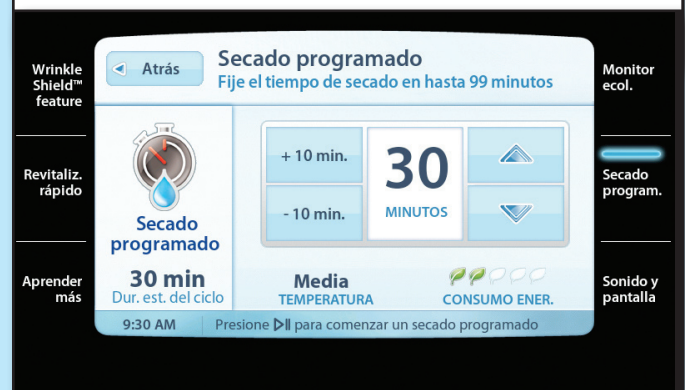 Wrinkle
Shield™
feature
Revitaliz.
rápido
Aprender
más
Atrás
Secado programado
Fije el tiempo de secado en hasta 99 minutos
Secado
programado
30 min
Dur. est. del ciclo
+ 10 min.
- 10 min.
30
MINUTOS
Media
TEMPERATURA
CONSUMO ENER.
9:30 AM
Presione para comenzar un secado programado
Monitor
ecol.
Secado
program.
Sonido y
pantalla